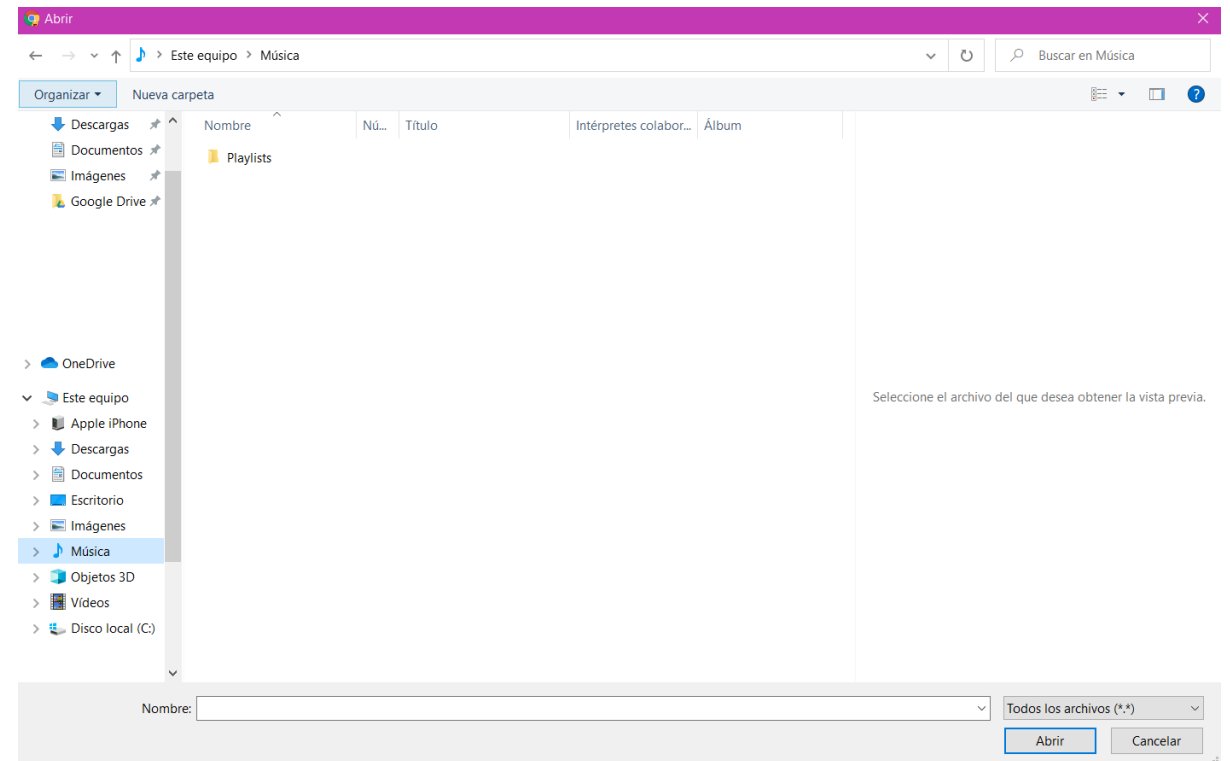 Abrir
Este equipo > Música
Buscar en Música
Organizar
Nueva carpeta
Descargas
Documentos
Imágenes
Google Drive
OneDrive
Este equipo
Apple iPhone
Descargas
Documentos
Escritorio
Imágenes
Música
Objetos 3D
Vídeos
Disco local (C:)
Nombre
Nú...
Título
Intérpretes colabor...
Álbum
Playlists
Seleccione el archivo del que desea obtener la vista previa.
Nombre:
Todos los archivos (*.*)
Abrir
Cancelar